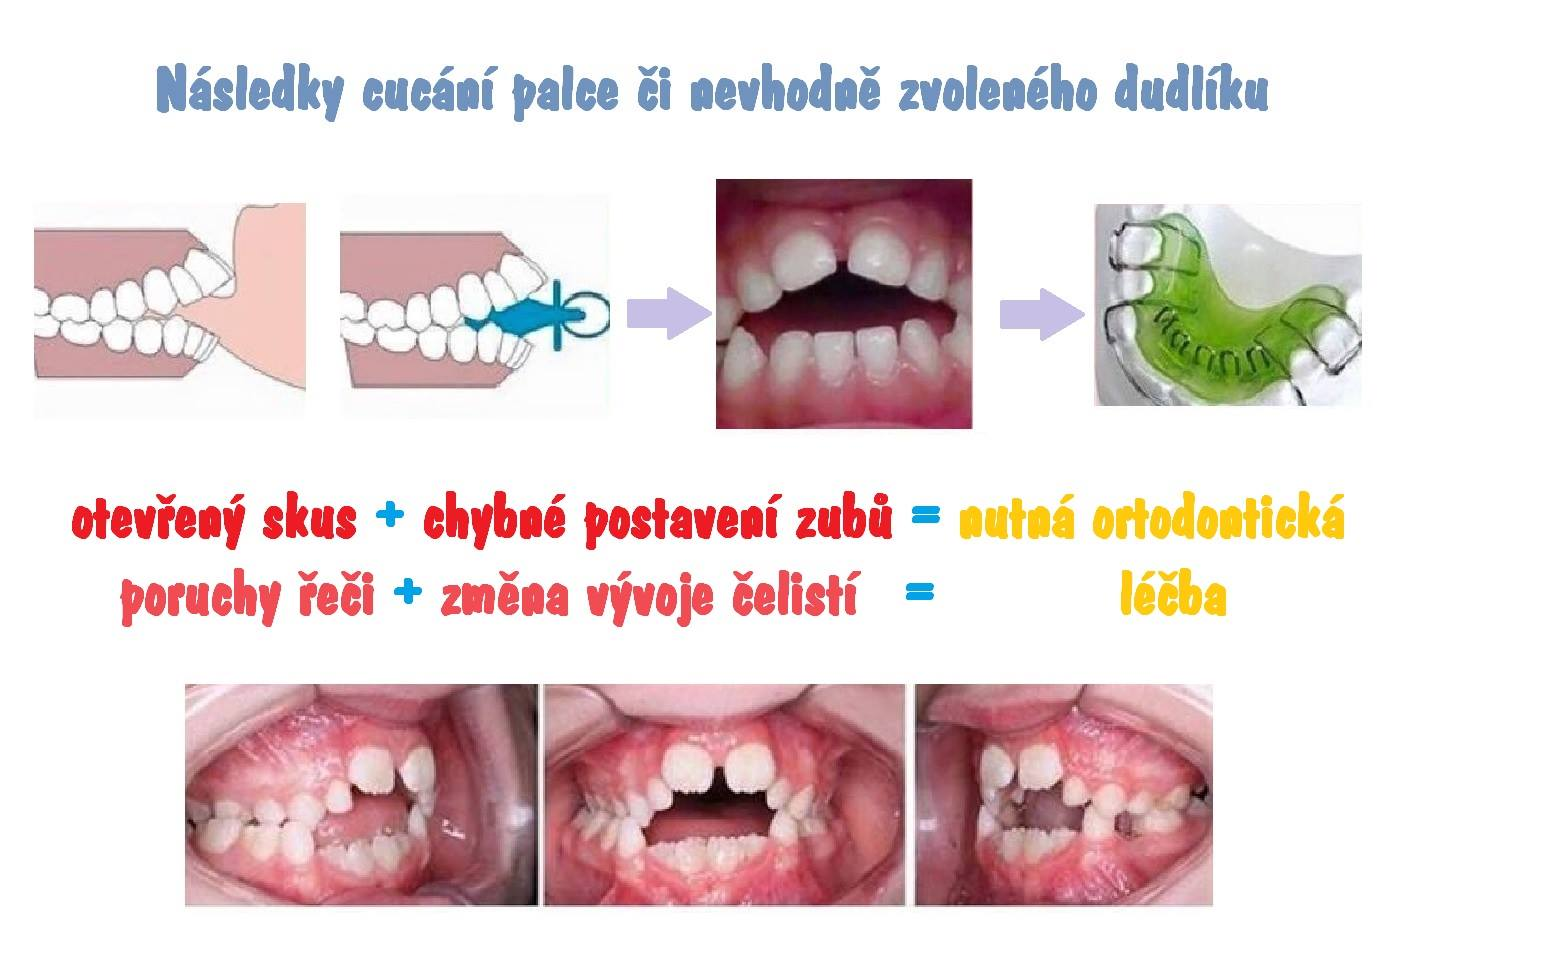 Následky cucání palce či nevhodně zvoleného dudlíku
otevřený skus + chybné postavení zubů = nutná ortodontická
poruchy řeči + změna vývoje čelistí = léčba